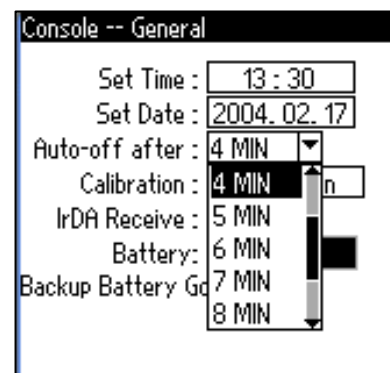 Console -- General
Set Time : 13 : 30
Set Date : 2004. 02. 17
Auto-off after : 4 MIN
Calibration : 4 MIN n
IrDA Receive : 5 MIN
Battery: 6 MIN
Backup Battery Go 7 MIN
8 MIN